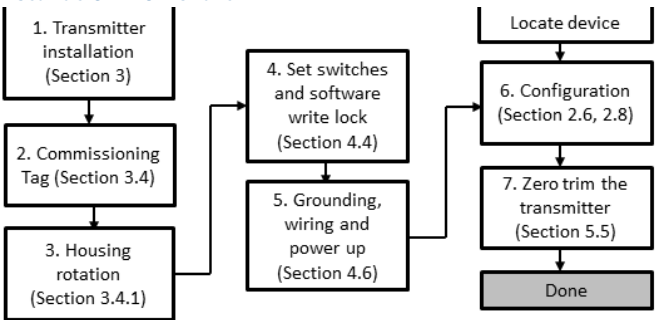 1. Transmitter
installation
(Section 3)
2. Commissioning
Tag (Section 3.4)
3. Housing
rotation
(Section 3.4.1)
4. Set switches
and software
write lock
(Section 4.4)
5. Grounding,
wiring and
power up
(Section 4.6)
Locate device
6. Configuration
(Section 2.6, 2.8)
7. Zero trim the
transmitter
(Section 5.5)
Done